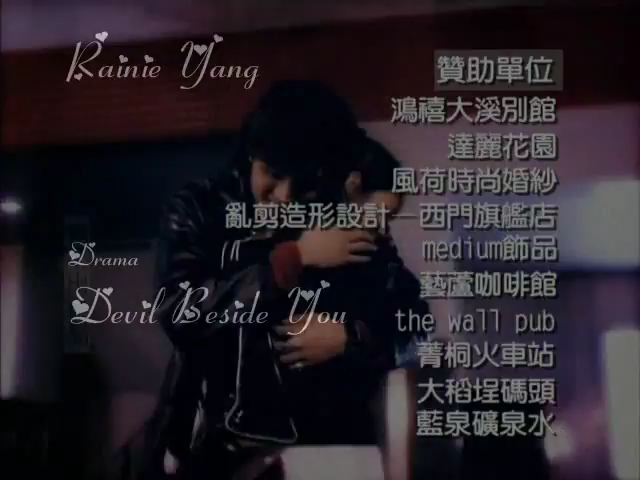 Rainie Yang
贊助單位
鴻禧大溪別館
達麗花園
風荷時尚婚紗
亂剪造形設計─西門旗艦店
medium飾品
Drama
藝蘆咖啡館
Devil Beside You
the wall pub
菁桐火車站
大稻埕碼頭
藍泉礦泉水